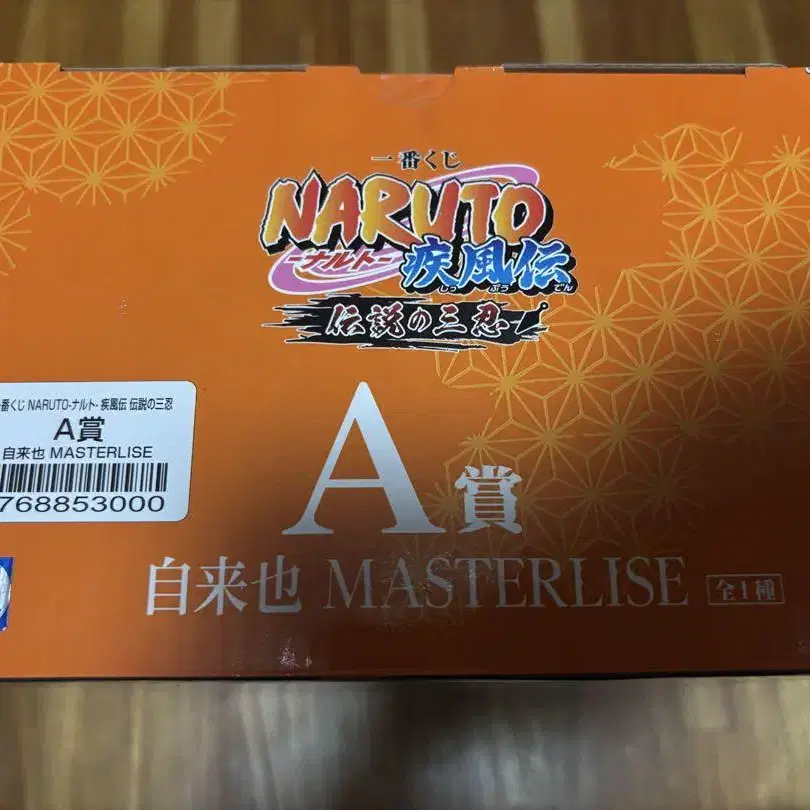 一番くじ
NARUTO
-ナルト-
疾風伝
しっ ぷう でん
伝説の三忍
番くじ NARUTO-ナルト- 疾風伝 伝説の三忍
A賞
自来也 MASTERLISE
768853000
A賞
自来也 MASTERLISE 全1種